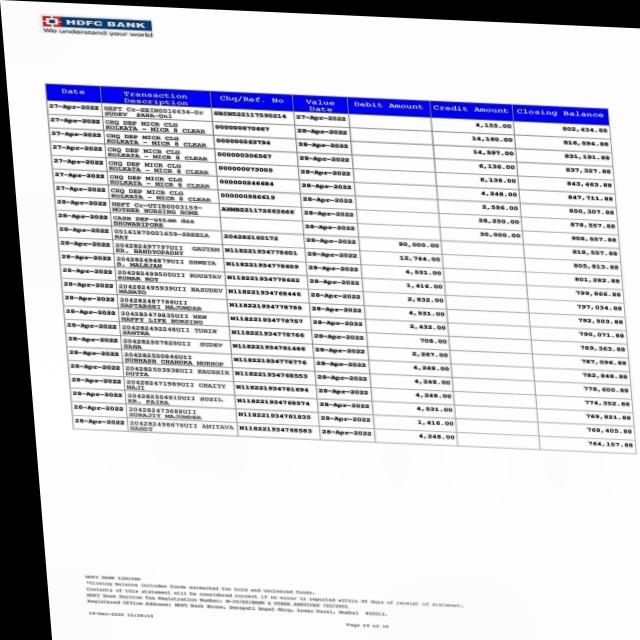 HDFC BANK
We understand your world
Date Transaction Description Chq/Ref. No Value Date Debit Amount Credit Amount Closing Balance
27-Apr-2022 NEFT Cr-SBIN0016634-Dr SUDEV SAHA-Uni SBIN522117590214 27-Apr-2022 4,155.00 802,434.88
27-Apr-2022 CHQ DEP MICR CLG KOLKATA - MICR 8 CLEAR 000000670667 28-Apr-2022 14,160.00 816,594.88
27-Apr-2022 CHQ DEP MICR CLG KOLKATA - MICR 8 CLEAR 000000263794 28-Apr-2022 14,597.00 831,191.88
27-Apr-2022 CHQ DEP MICR CLG KOLKATA - MICR 8 CLEAR 000000306567 28-Apr-2022 6,136.00 837,327.88
27-Apr-2022 CHQ DEP MICR CLG KOLKATA - MICR 8 CLEAR 000000073005 28-Apr-2022 6,136.00 843,463.88
27-Apr-2022 CHQ DEP MICR CLG KOLKATA - MICR 8 CLEAR 000000246684 28-Apr-2022 4,248.00 847,711.88
27-Apr-2022 CHQ DEP MICR CLG KOLKATA - MICR 8 CLEAR 000000986619 28-Apr-2022 2,596.00 850,307.88
28-Apr-2022 NEFT Cr-UTIB0003159-MOTHER NURSING HOME AXMB221172663666 28-Apr-2022 28,250.00 878,557.88
28-Apr-2022 CASH DEP-uttam das BHOWANIPORE 28-Apr-2022 30,000.00 908,557.88
28-Apr-2022 05161870001659-SHEELA RAY 204282160172 28-Apr-2022 90,000.00 818,557.88
28-Apr-2022 204282497797UII GAUTAM KR. BANDYOPADHY N118221934778601 28-Apr-2022 12,744.00 805,813.88
28-Apr-2022 204282494879UII SHWETA D. MALEJAN N118221934778609 28-Apr-2022 4,531.00 801,282.88
28-Apr-2022 204282499505UII KOUSTAV KUMAR ROY N118221934778662 28-Apr-2022 1,416.00 799,866.88
28-Apr-2022 204282495939UII BASUDEV MAHATO N118221934768446 28-Apr-2022 2,832.00 797,034.88
28-Apr-2022 204282487786UII SAPTARSHI MAJUMDAR N118221934778755 28-Apr-2022 4,531.00 792,503.88
28-Apr-2022 204282479835UII NEW HAPPY LIFE NURSING N118221934778757 28-Apr-2022 2,432.00 790,071.88
28-Apr-2022 204282492248UII TUHIN SANTRA N118221934778766 28-Apr-2022 708.00 789,363.88
28-Apr-2022 204282507625UII SUDEV SAHA N118221934781466 28-Apr-2022 2,267.00 787,096.88
28-Apr-2022 204282500846UII SUBHASH CHANDRA MUKHOP N118221934778776 28-Apr-2022 4,248.00 782,848.88
28-Apr-2022 204282503938UII KAUSHIK DUTTA N118221934768553 28-Apr-2022 4,248.00 778,600.88
28-Apr-2022 204282471989UII CHAITY MAJI N118221934781694 28-Apr-2022 4,248.00 774,352.88
28-Apr-2022 204282504910UII SUSIL KR. PAIRA N118221934768574 28-Apr-2022 4,531.00 769,821.88
28-Apr-2022 204282473688UII SURAJIT MAJUMDER N118221934781835 28-Apr-2022 1,416.00 768,405.88
28-Apr-2022 204282498676UII AMITAVA NANDY N118221934768583 28-Apr-2022 4,248.00 764,157.88
HDFC BANK LIMITED
*Closing Balance includes funds earmarked for hold and uncleared funds.
Contents of this statement will be considered correct if no error is reported within 30 days of receipt of statement.
HDFC Bank Service Tax Registration Number:
Registered Office Address: HDFC Bank House, Senapati Bapat Marg, Lower Parel, Mumbai 400013.